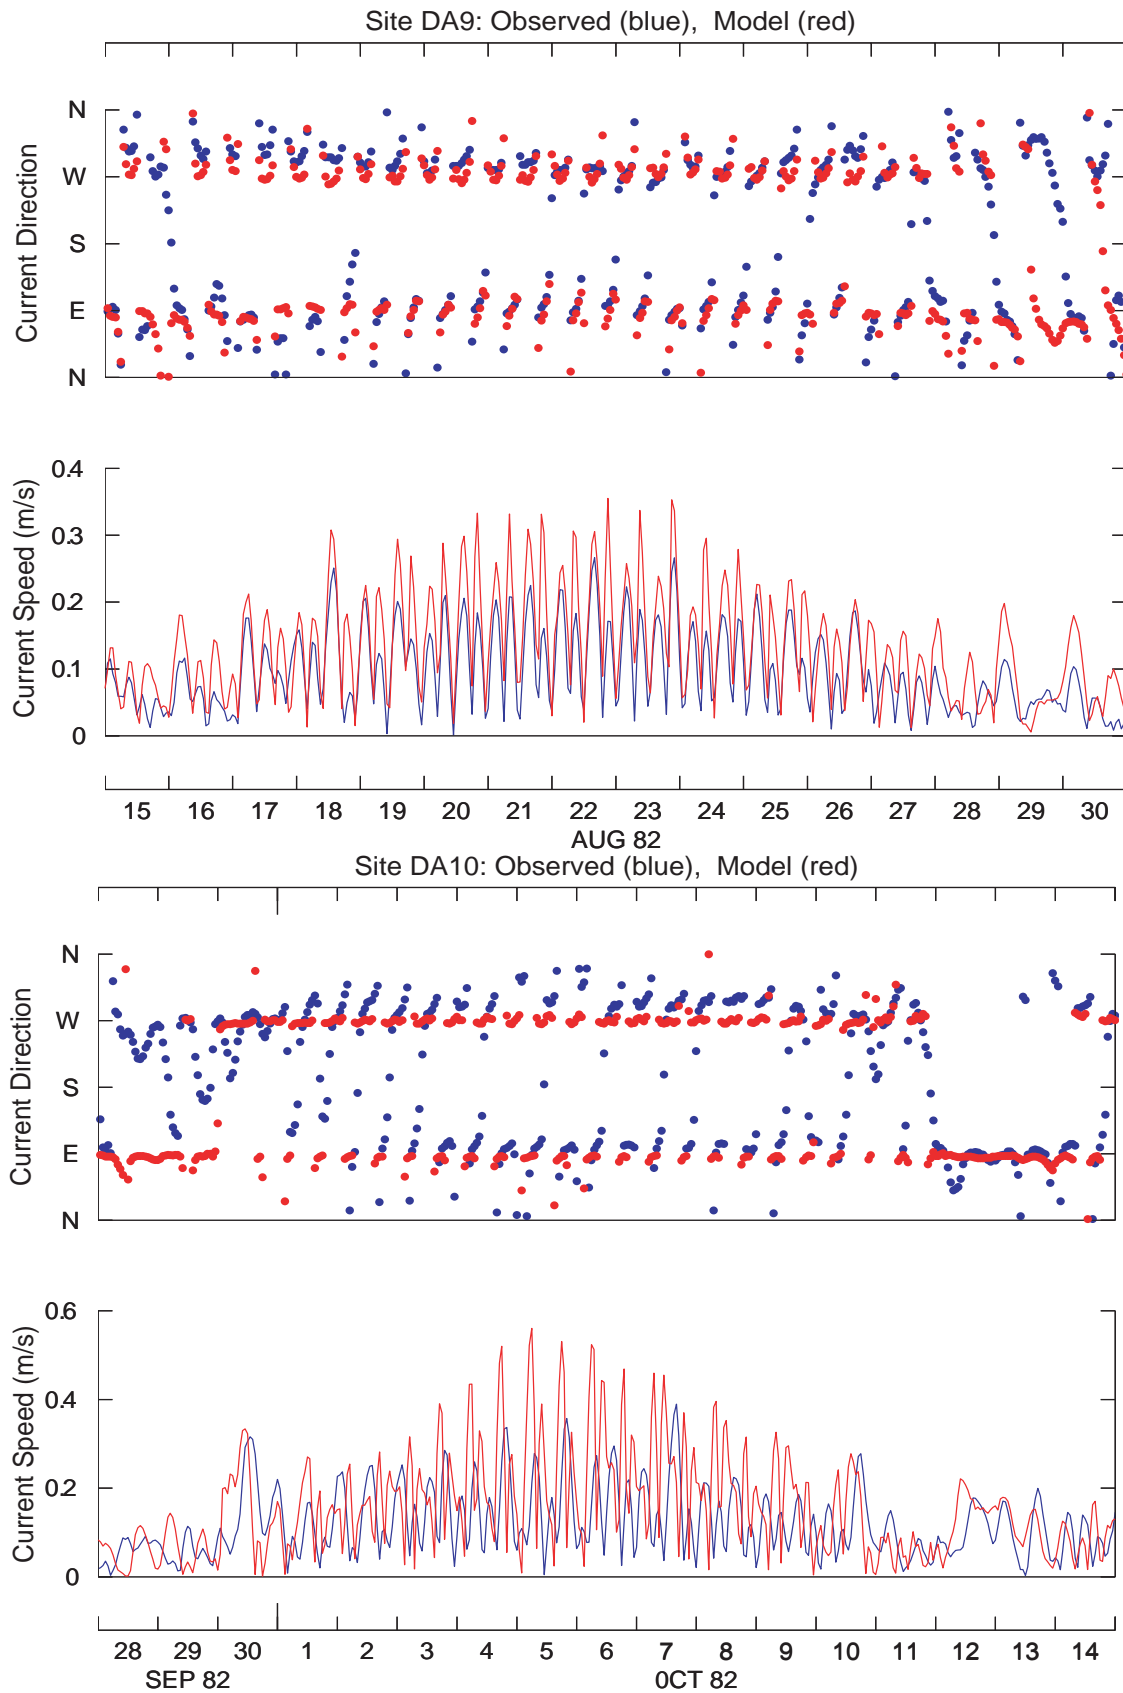 Site DA9: Observed (blue),  Model (red)
N
W
S
E
N
Current Direction
0.4
0.3
0.2
0.1
0
Current Speed (m/s)
15 16 17 18 19 20 21 22 23 24 25 26 27 28 29 30
AUG 82
Site DA10: Observed (blue),  Model (red)
N
W
S
E
N
Current Direction
0.6
0.4
0.2
0
Current Speed (m/s)
28 29 30 1 2 3 4 5 6 7 8 9 10 11 12 13 14
SEP 82 0CT 82